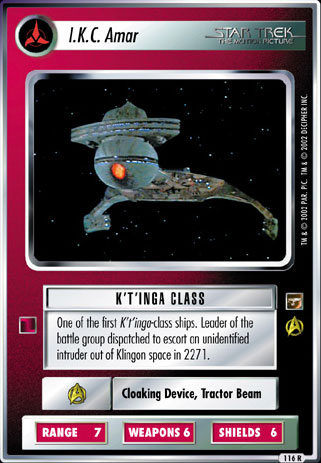 I.K.C. Amar
STAR TREK
THE MOTION PICTURE
TM & © 2002 PAR. P.C. TM & © 2002 DECIPHER INC.
K'T'INGA CLASS
One of the first K't'inga-class ships. Leader of the
battle group dispatched to escort an unidentified
intruder out of Klingon space in 2271.
Cloaking Device, Tractor Beam
RANGE 7
WEAPONS 6
SHIELDS 6
116 R